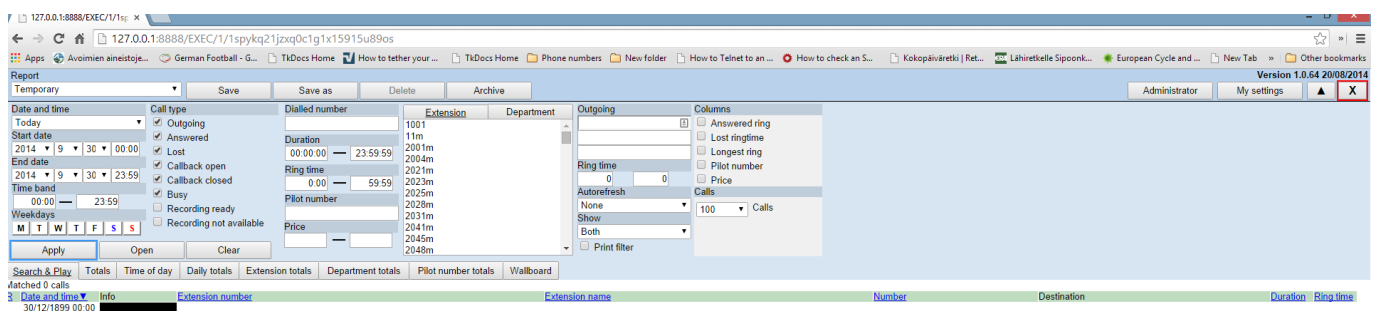 127.0.0.1:8888/EXEC/1/1sp
127.0.0.1:8888/EXEC/1/1spykq21jzxq0c1g1x15915u89os
Apps Avoimien aineistoje... German Football - G... TkDocs Home How to tether your ... TkDocs Home Phone numbers New folder How to Telnet to an ... How to check an S... Kokopäiväretki | Ret... Lähiretkelle Sipoonk... European Cycle and ... New Tab » Other bookmarks
Report Version 1.0.64 20/08/2014
Temporary Save Save as Delete Archive Administrator My settings ▲ X
Date and time Call type Dialled number Extension Department Outgoing Columns
Today Outgoing 1001 Answered ring
Start date Answered Duration 11m Lost ringtime
2014 9 30 00:00 Lost 00:00:00 — 23:59:59 2001m Longest ring
End date Callback open Ring time 2004m Ring time Pilot number
2014 9 30 23:59 Callback closed 0:00 — 59:59 2021m 0 0 Price
Time band Busy Pilot number 2023m Autorefresh Calls
00:00 — 23:59 Recording ready 2025m None 100 Calls
Weekdays Recording not available Price 2028m Show
M T W T F S S — 2031m Both
Apply Open Clear 2041m Print filter
2045m
2048m
Search & Play Totals Time of day Daily totals Extension totals Department totals Pilot number totals Wallboard
Matched 0 calls
R Date and time▼ Info Extension number Extension name Number Destination Duration Ring time
30/12/1899 00:00